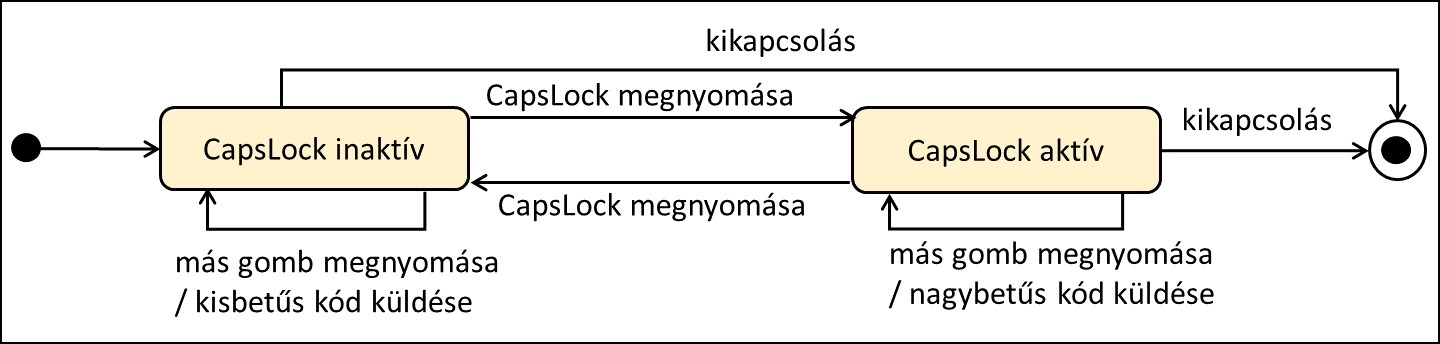 kikapcsolás
CapsLock megnyomása
kikapcsolás
CapsLock inaktív
CapsLock aktív
CapsLock megnyomása
más gomb megnyomása
/ kisbetűs kód küldése
más gomb megnyomása
/ nagybetűs kód küldése